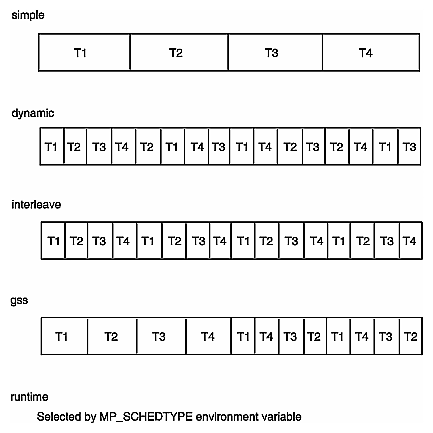 simple
T1 T2 T3 T4
dynamic
T1 T2 T3 T4 T2 T1 T4 T3 T1 T4 T2 T3 T2 T4 T1 T3
interleave
T1 T2 T3 T4 T1 T2 T3 T4 T1 T2 T3 T4 T1 T2 T3 T4
gss
T1 T2 T3 T4 T1 T4 T3 T2 T1 T4 T3 T2
runtime
Selected by MP_SCHEDTYPE environment variable